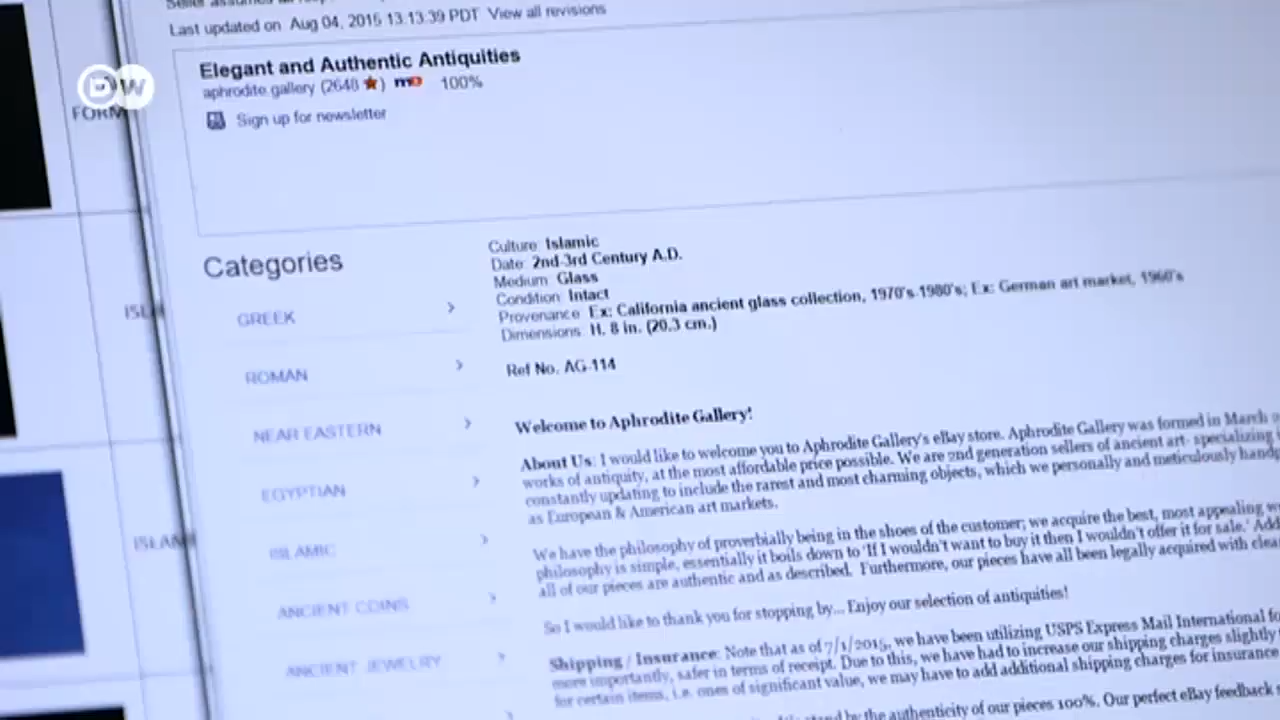 Last updated on Aug 04, 2015 13:13:39 PDT View all revisions
DW
FORM
Elegant and Authentic Antiquities
aphrodite.gallery (2648 ★) me 100%
Sign up for newsletter
Categories
GREEK
ROMAN
NEAR EASTERN
EGYPTIAN
ISLAMIC
ANCIENT COINS
ANCIENT JEWELRY
Culture: Islamic
Date: 2nd-3rd Century A.D.
Medium: Glass
Condition: Intact
Provenance: Ex: California ancient glass collection, 1970's-1980's; Ex: German art market, 1960's
Dimensions: H. 8 in. (20.3 cm.)
Ref No. AG-114
Welcome to Aphrodite Gallery!
About Us: I would like to welcome you to Aphrodite Gallery's eBay store. Aphrodite Gallery was formed in March
works of antiquity, at the most affordable price possible. We are 2nd generation sellers of ancient art- specializing
constantly updating to include the rarest and most charming objects, which we personally and meticulously
as European & American art markets.
We have the philosophy of proverbially being in the shoes of the customer; we acquire the best, most appealing
philosophy is simple, essentially it boils down to 'If I wouldn't want to buy it then I wouldn't offer it for sale.'
all of our pieces are authentic and as described. Furthermore, our pieces have all been legally acquired with
So I would like to thank you for stopping by... Enjoy our selection of antiquities!
Shipping / Insurance: Note that as of 7/1/2015, we have been utilizing USPS Express Mail International
more importantly, safer in terms of receipt. Due to this, we have had to increase our shipping charges slightly
for certain items, i.e. ones of significant value, we may have to add additional shipping charges for insurance
stand by the authenticity of our pieces 100%. Our perfect eBay feedback